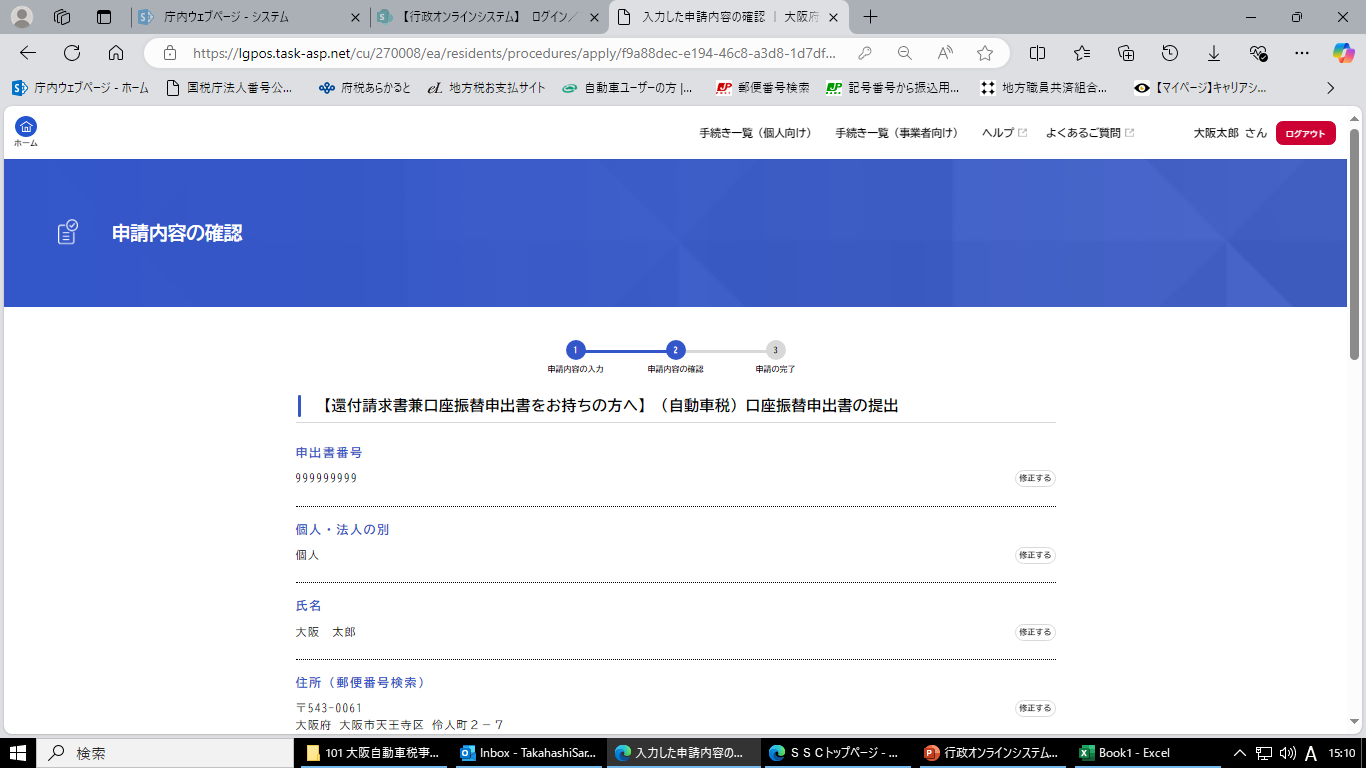 庁内ウェブページ - システム
【行政オンラインシステム】 ログイン／
入力した申請内容の確認 ｜ 大阪府
https://lgpos.task-asp.net/cu/270008/ea/residents/procedures/apply/f9a88dec-e194-46c8-a3d8-1d7df...
庁内ウェブページ - ホーム
国税庁法人番号公...
府税あらかると
eL 地方税お支払サイト
自動車ユーザーの方 |...
JP 郵便番号検索
JP 記号番号から振込用...
地方職員共済組合...
【マイページ】キャリアシ...
ホーム
手続き一覧（個人向け）
手続き一覧（事業者向け）
ヘルプ
よくあるご質問
大阪太郎 さん
ログアウト
申請内容の確認
1
2
3
申請内容の入力
申請内容の確認
申請の完了
【還付請求書兼口座振替申出書をお持ちの方へ】（自動車税）口座振替申出書の提出
申出書番号
999999999
修正する
個人・法人の別
個人
修正する
氏名
大阪　太郎
修正する
住所（郵便番号検索）
〒543-0061
修正する
大阪府 大阪市天王寺区 伶人町２－７
検索
101 大阪自動車税事...
Inbox - TakahashiSar...
入力した申請内容の...
ＳＳＣトップページ - ...
行政オンラインシステム...
Book1 - Excel
A
15:10